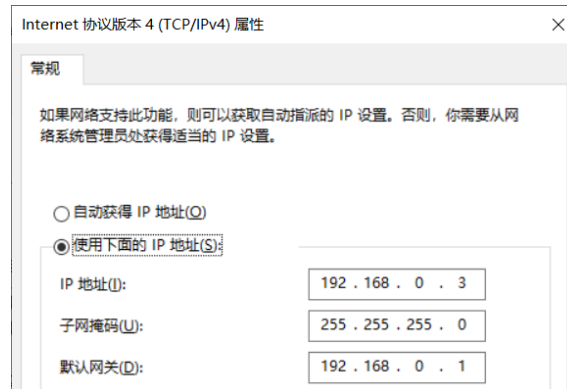 Internet 协议版本 4 (TCP/IPv4) 属性
常规
如果网络支持此功能，则可以获取自动指派的 IP 设置。否则，你需要从网
络系统管理员处获得适当的 IP 设置。
自动获得 IP 地址(O)
使用下面的 IP 地址(S):
IP 地址(I): 192 . 168 . 0 . 3
子网掩码(U): 255 . 255 . 255 . 0
默认网关(D): 192 . 168 . 0 . 1